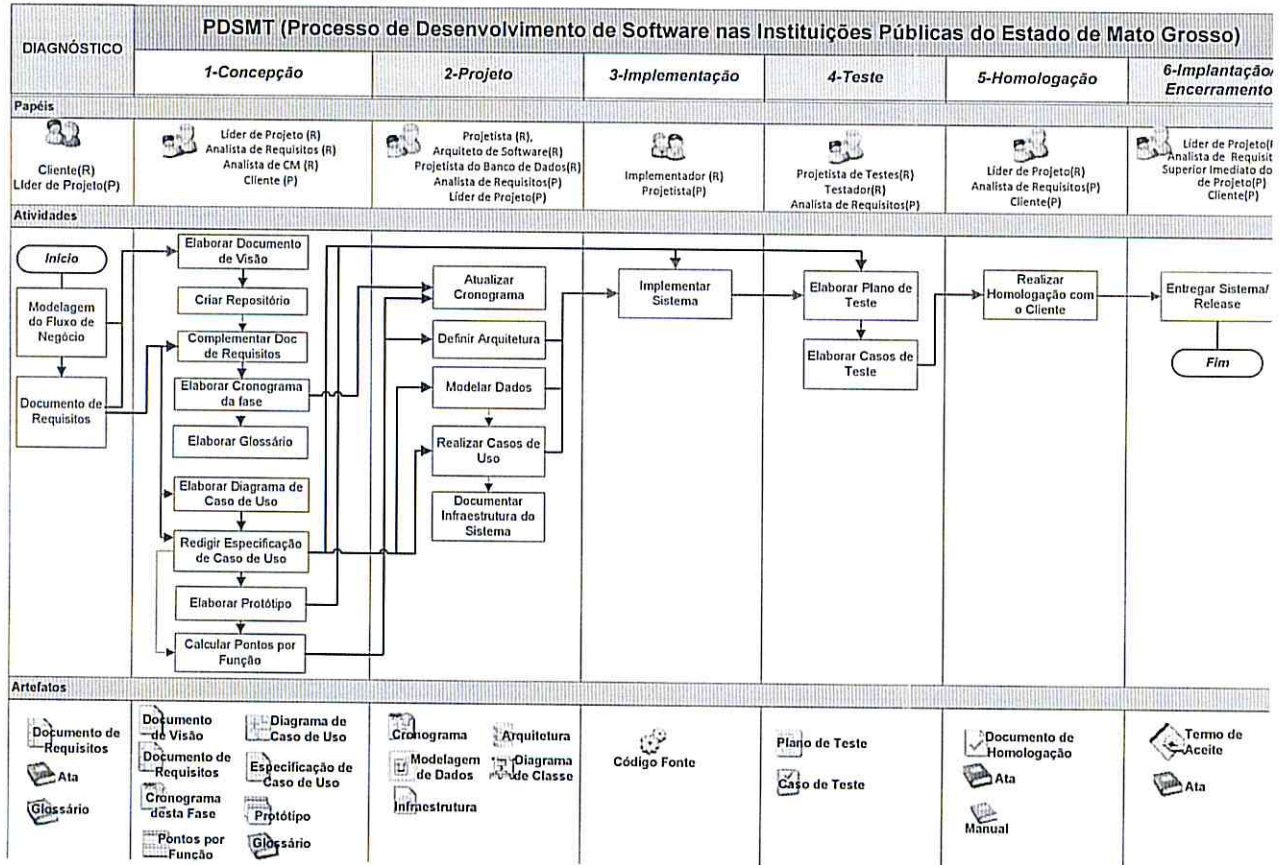 DIAGNÓSTICO
PDSMT (Processo de Desenvolvimento de Software nas Instituições Públicas do Estado de Mato Grosso)
1-Concepção
2-Projeto
3-Implementação
4-Teste
5-Homologação
6-Implantação/
Encerramento
Papéis
Cliente(R)
Líder de Projeto(P)
Líder de Projeto (R)
Analista de Requisitos (R)
Analista de CM (R)
Cliente (P)
Projetista (R),
Arquiteto de Software(R)
Projetista do Banco de Dados(R)
Analista de Requisitos(P)
Líder de Projeto(P)
Implementador (R)
Projetista(P)
Projetista de Testes(R)
Testador(R)
Analista de Requisitos(P)
Líder de Projeto(R)
Analista de Requisitos(P)
Cliente(P)
Líder de Projeto(
Analista de Requisit
Superior Imediato do
de Projeto(P)
Cliente(P)
Atividades
Início
Modelagem
do Fluxo de
Negócio
Documento de
Requisitos
Elaborar Documento
de Visão
Criar Repositório
Complementar Doc
de Requisitos
Elaborar Cronograma
da fase
Elaborar Glossário
Elaborar Diagrama de
Caso de Uso
Redigir Especificação
de Caso de Uso
Elaborar Protótipo
Calcular Pontos por
Função
Atualizar
Cronograma
Definir Arquitetura
Modelar Dados
Realizar Casos de
Uso
Documentar
Infraestrutura do
Sistema
Implementar
Sistema
Elaborar Plano de
Teste
Elaborar Casos de
Teste
Realizar
Homologação com
o Cliente
Entregar Sistema/
Release
Fim
Artefatos
Documento de
Requisitos
Ata
Glossário
Documento
de Visão
Documento de
Requisitos
Cronograma
desta Fase
Pontos por
Função
Diagrama de
Caso de Uso
Especificação de
Caso de Uso
Protótipo
Glossário
Cronograma
Modelagem
de Dados
Infraestrutura
Arquitetura
Diagrama
de Classe
Código Fonte
Plano de Teste
Caso de Teste
Documento de
Homologação
Ata
Manual
Termo de
Aceite
Ata